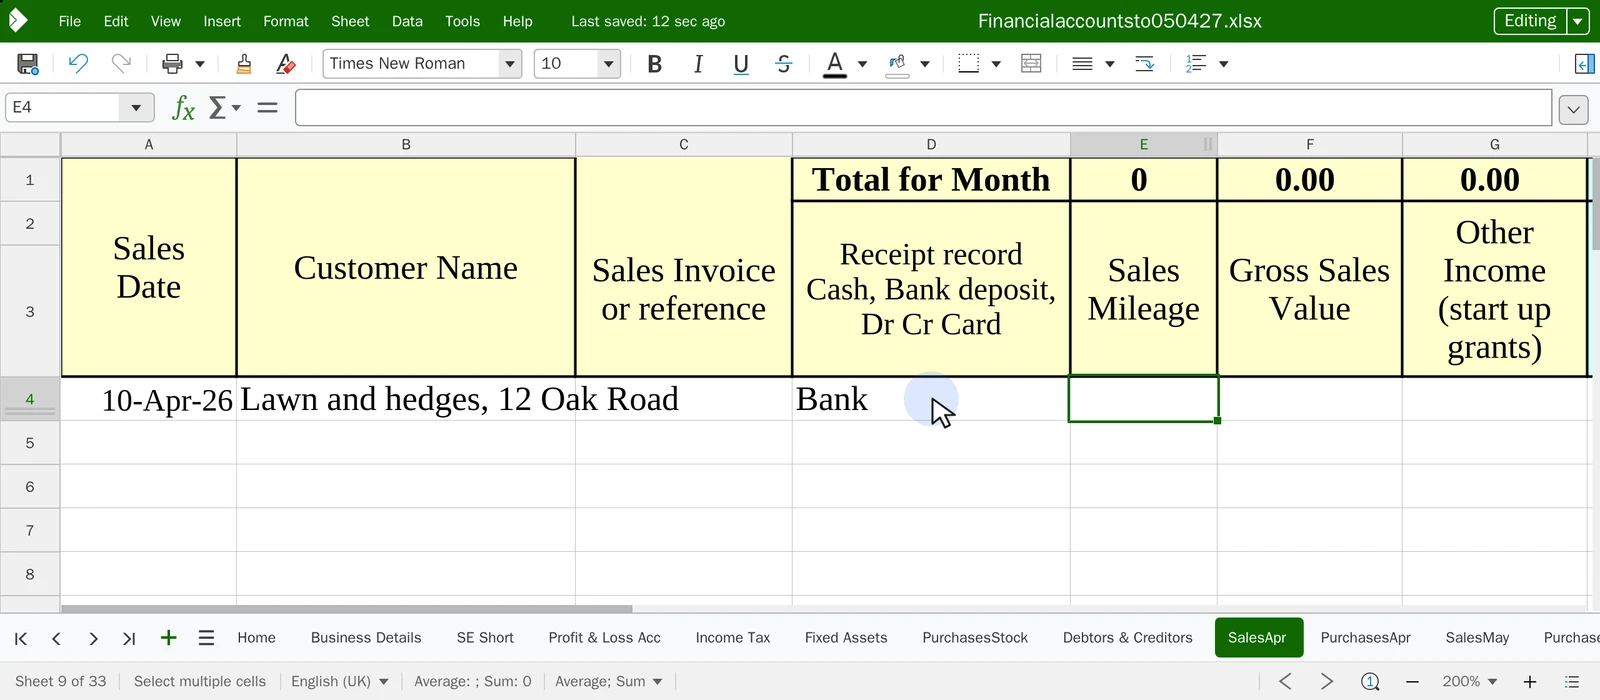 File Edit View Insert Format Sheet Data Tools Help Last saved: 12 sec ago Financialaccountsto050427.xlsx Editing
Times New Roman 10 B I U S A
E4 fx Σ =
A B C D E F G
1 Total for Month 0 0.00 0.00
2
3
Sales
Date
Customer Name
Sales Invoice
or reference
Receipt record
Cash, Bank deposit,
Dr Cr Card
Sales
Mileage
Gross Sales
Value
Other
Income
(start up
grants)
4 10-Apr-26 Lawn and hedges, 12 Oak Road Bank
5
6
7
8
Home Business Details SE Short Profit & Loss Acc Income Tax Fixed Assets PurchasesStock Debtors & Creditors SalesApr PurchasesApr SalesMay Purchase
Sheet 9 of 33 Select multiple cells English (UK) Average: ; Sum: 0 Average; Sum 1 200%